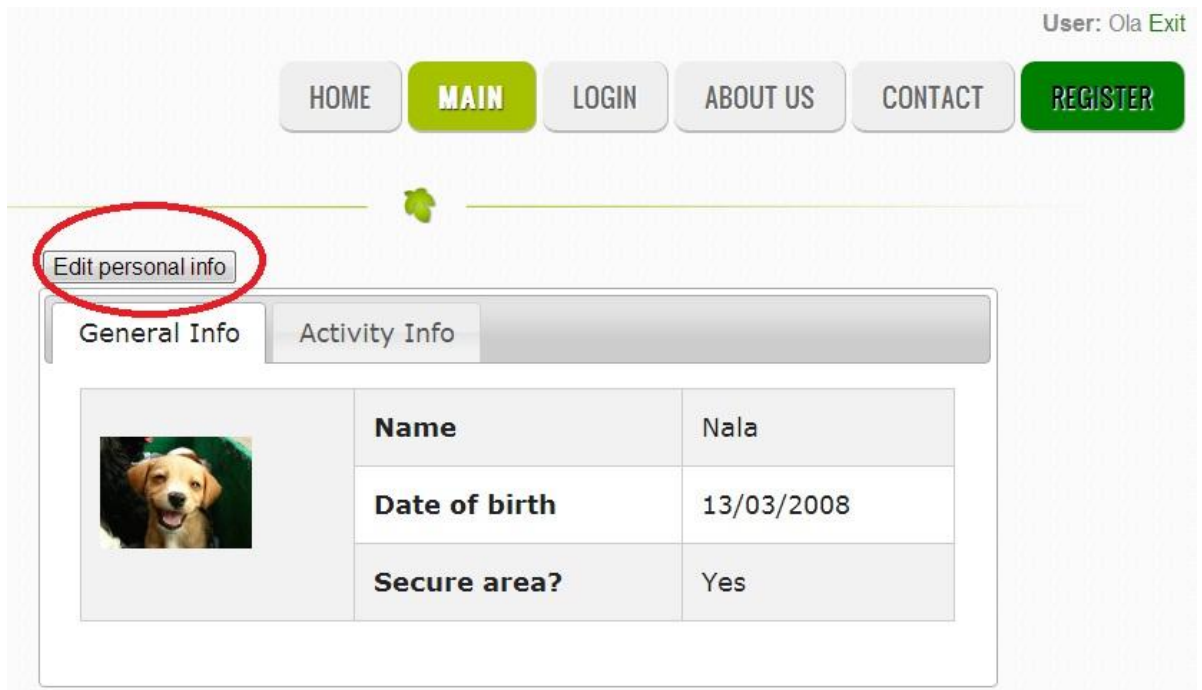 User: Ola Exit
HOME MAIN LOGIN ABOUT US CONTACT REGISTER
Edit personal info
General Info Activity Info
Name Nala
Date of birth 13/03/2008
Secure area? Yes